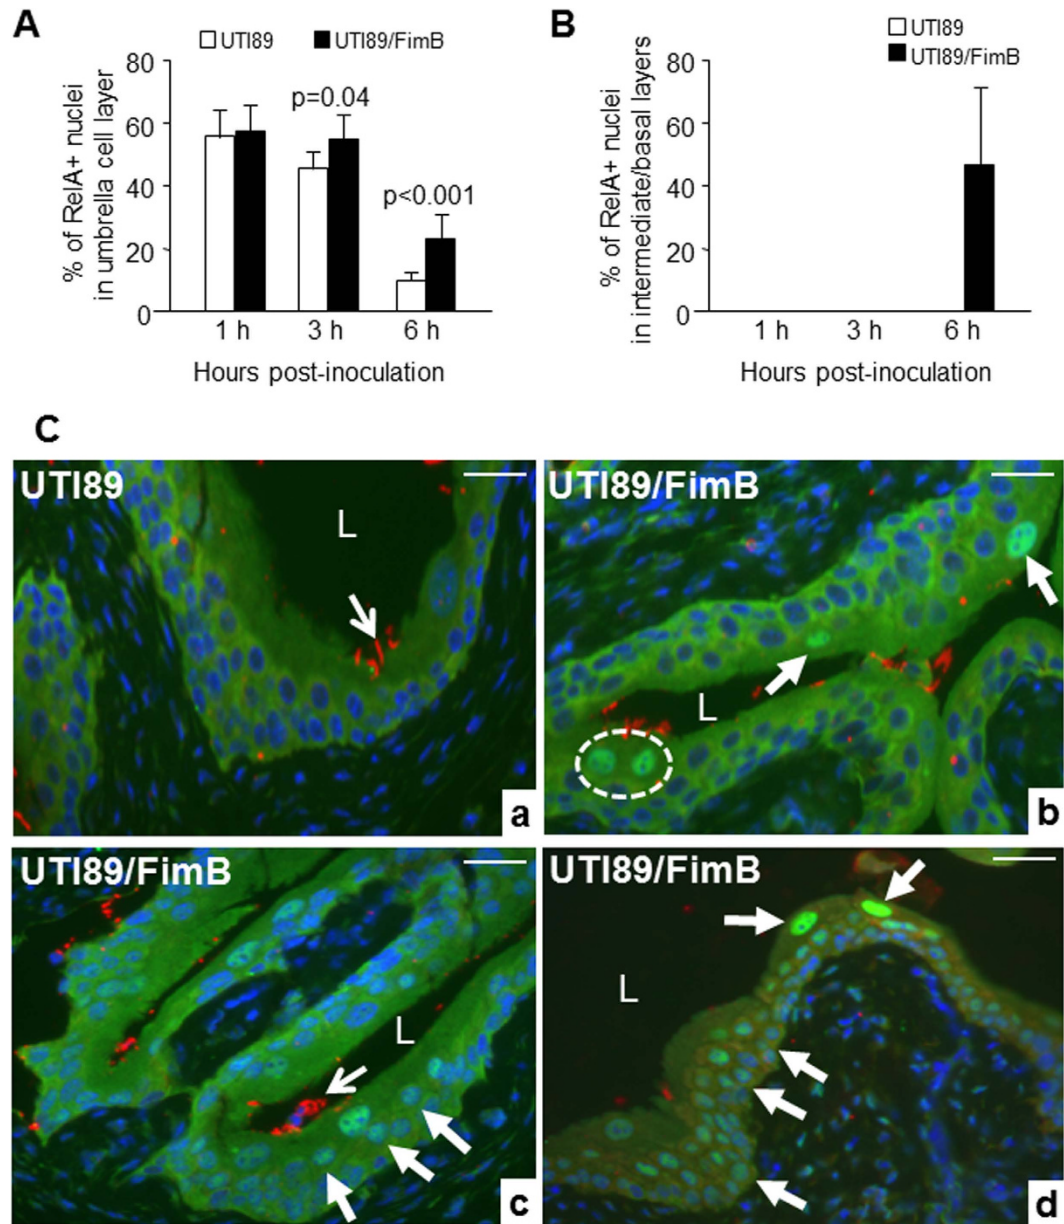 A
UTI89
UTI89/FimB
% of RelA+ nuclei
in umbrella cell layer
80
60
40
20
0
p=0.04
p<0.001
1 h
3 h
6 h
Hours post-inoculation
B
UTI89
UTI89/FimB
% of RelA+ nuclei
in intermediate/basal layers
80
60
40
20
0
1 h
3 h
6 h
Hours post-inoculation
C
UTI89
L
a
UTI89/FimB
L
b
UTI89/FimB
L
c
UTI89/FimB
L
d